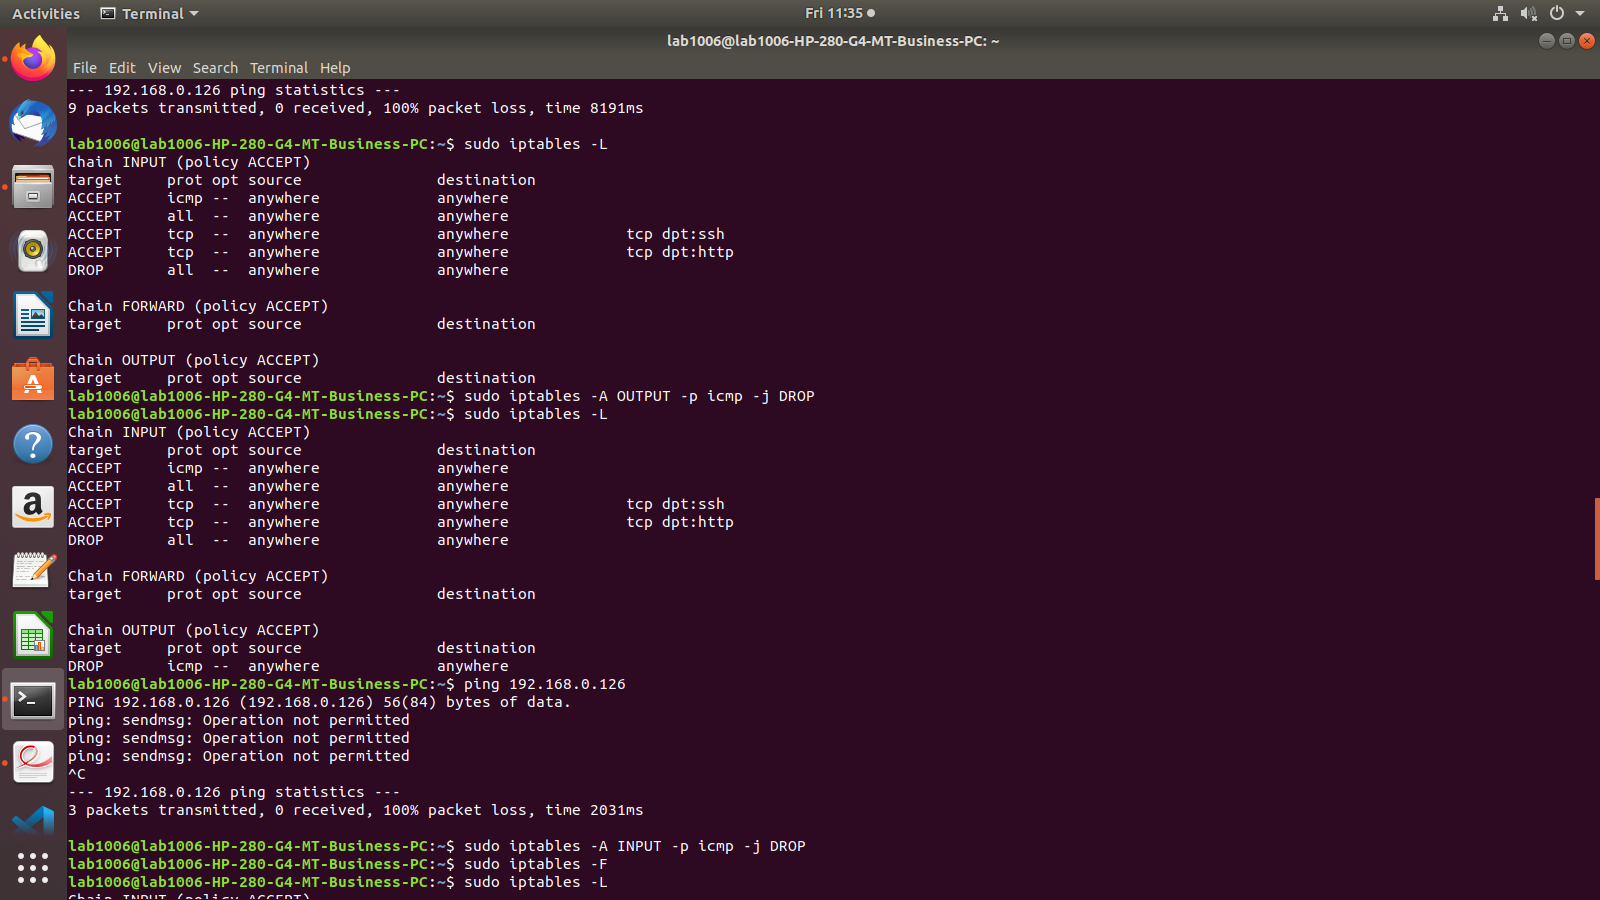 Activities Terminal Fri 11:35
lab1006@lab1006-HP-280-G4-MT-Business-PC: ~
File Edit View Search Terminal Help
--- 192.168.0.126 ping statistics ---
9 packets transmitted, 0 received, 100% packet loss, time 8191ms
lab1006@lab1006-HP-280-G4-MT-Business-PC:~$ sudo iptables -L
Chain INPUT (policy ACCEPT)
target     prot opt source               destination
ACCEPT     icmp --  anywhere             anywhere
ACCEPT     all  --  anywhere             anywhere
ACCEPT     tcp  --  anywhere             anywhere             tcp dpt:ssh
ACCEPT     tcp  --  anywhere             anywhere             tcp dpt:http
DROP       all  --  anywhere             anywhere
Chain FORWARD (policy ACCEPT)
target     prot opt source               destination
Chain OUTPUT (policy ACCEPT)
target     prot opt source               destination
lab1006@lab1006-HP-280-G4-MT-Business-PC:~$ sudo iptables -A OUTPUT -p icmp -j DROP
lab1006@lab1006-HP-280-G4-MT-Business-PC:~$ sudo iptables -L
Chain INPUT (policy ACCEPT)
target     prot opt source               destination
ACCEPT     icmp --  anywhere             anywhere
ACCEPT     all  --  anywhere             anywhere
ACCEPT     tcp  --  anywhere             anywhere             tcp dpt:ssh
ACCEPT     tcp  --  anywhere             anywhere             tcp dpt:http
DROP       all  --  anywhere             anywhere
Chain FORWARD (policy ACCEPT)
target     prot opt source               destination
Chain OUTPUT (policy ACCEPT)
target     prot opt source               destination
DROP       icmp --  anywhere             anywhere
lab1006@lab1006-HP-280-G4-MT-Business-PC:~$ ping 192.168.0.126
PING 192.168.0.126 (192.168.0.126) 56(84) bytes of data.
ping: sendmsg: Operation not permitted
ping: sendmsg: Operation not permitted
ping: sendmsg: Operation not permitted
^C
--- 192.168.0.126 ping statistics ---
3 packets transmitted, 0 received, 100% packet loss, time 2031ms
lab1006@lab1006-HP-280-G4-MT-Business-PC:~$ sudo iptables -A INPUT -p icmp -j DROP
lab1006@lab1006-HP-280-G4-MT-Business-PC:~$ sudo iptables -F
lab1006@lab1006-HP-280-G4-MT-Business-PC:~$ sudo iptables -L
Chain INPUT (policy ACCEPT)